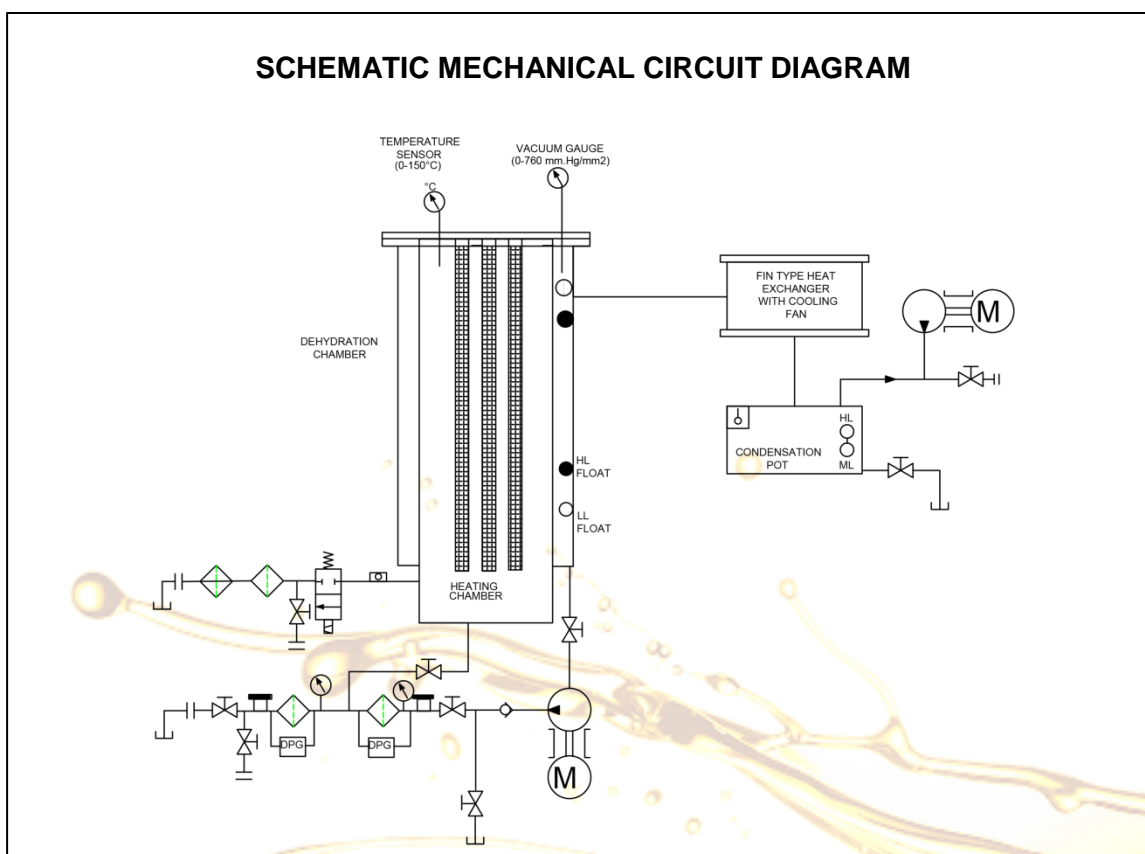 SCHEMATIC MECHANICAL CIRCUIT DIAGRAM
TEMPERATURE
SENSOR
(0-150°C)
°C
VACUUM GAUGE
(0-760 mm.Hg/mm2)
FIN TYPE HEAT
EXCHANGER
WITH COOLING
FAN
M
DEHYDRATION
CHAMBER
HL
CONDENSATION
POT
ML
HL
FLOAT
LL
FLOAT
HEATING
CHAMBER
DPG
DPG
M